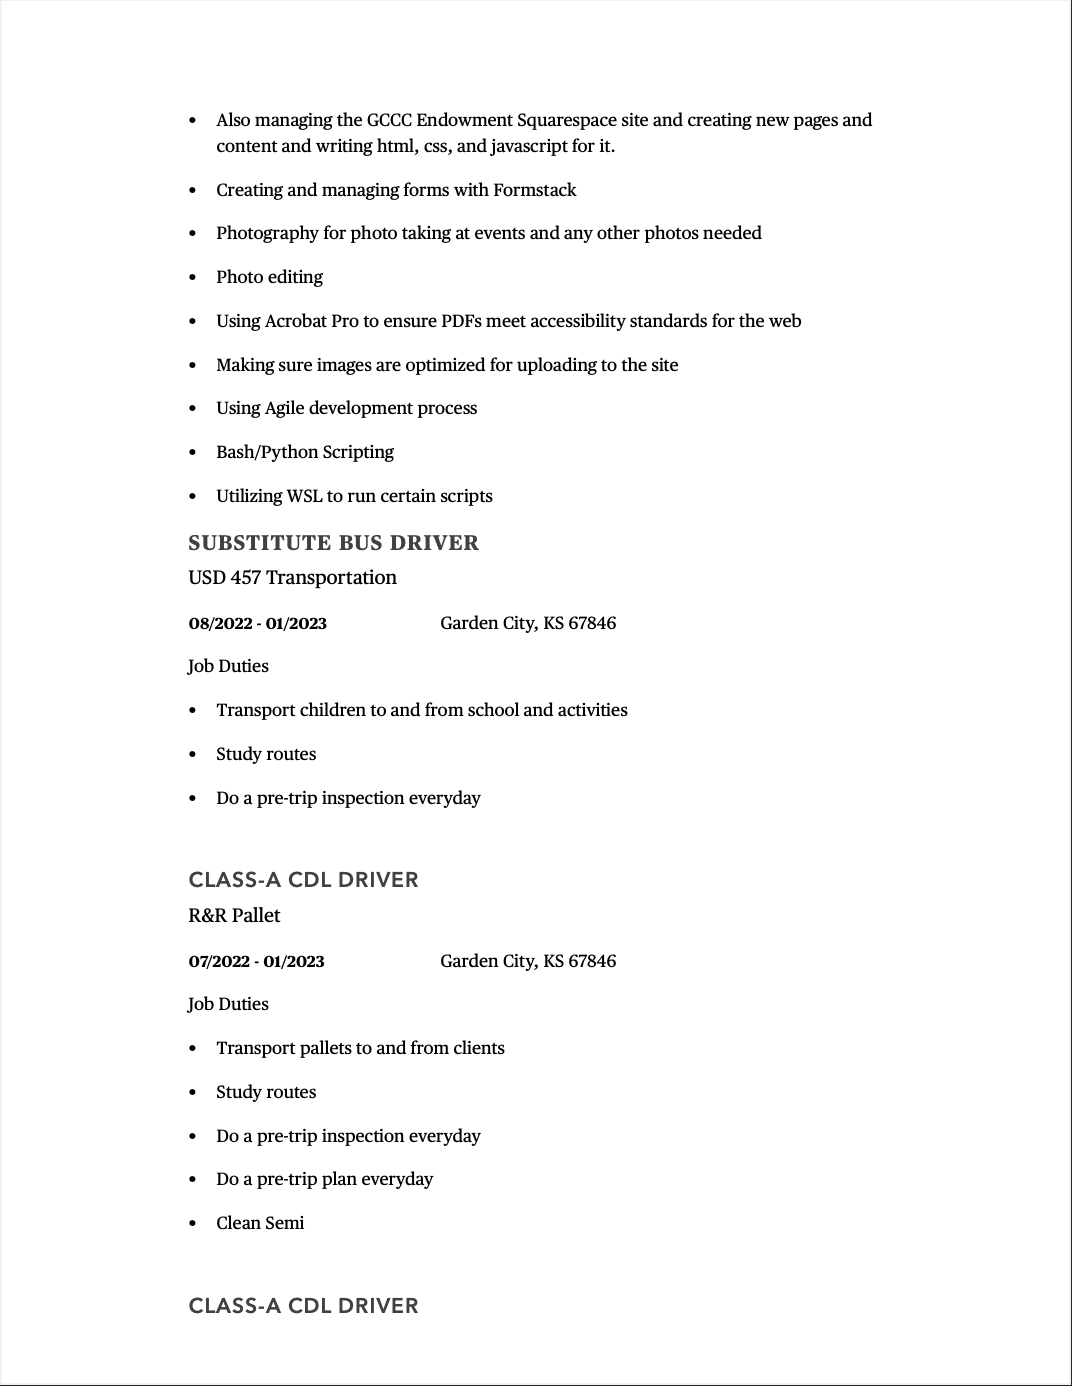 • Also managing the GCCC Endowment Squarespace site and creating new pages and
content and writing html, css, and javascript for it.
• Creating and managing forms with Formstack
• Photography for photo taking at events and any other photos needed
• Photo editing
• Using Acrobat Pro to ensure PDFs meet accessibility standards for the web
• Making sure images are optimized for uploading to the site
• Using Agile development process
• Bash/Python Scripting
• Utilizing WSL to run certain scripts
SUBSTITUTE BUS DRIVER
USD 457 Transportation
08/2022 - 01/2023 Garden City, KS 67846
Job Duties
• Transport children to and from school and activities
• Study routes
• Do a pre-trip inspection everyday
CLASS-A CDL DRIVER
R&R Pallet
07/2022 - 01/2023 Garden City, KS 67846
Job Duties
• Transport pallets to and from clients
• Study routes
• Do a pre-trip inspection everyday
• Do a pre-trip plan everyday
• Clean Semi
CLASS-A CDL DRIVER